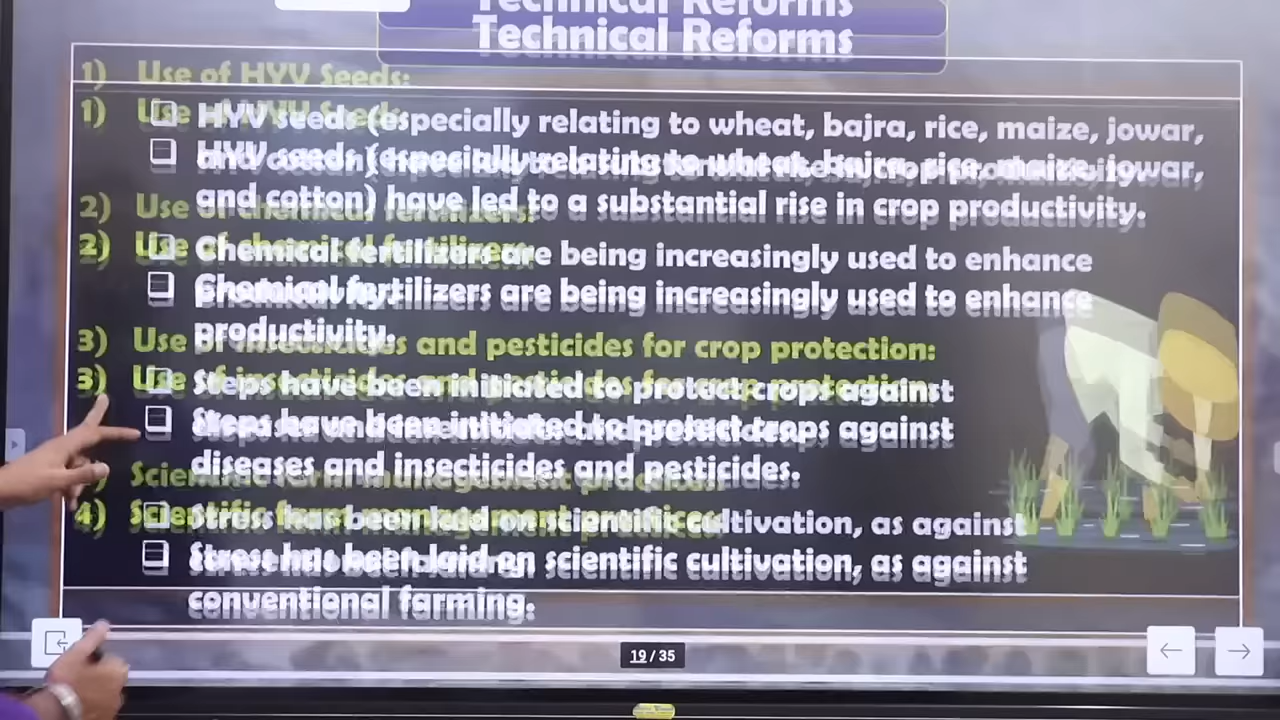 Technical Reforms
1) Use of HYV Seeds:
❑ HYV seeds (especially relating to wheat, bajra, rice, maize, jowar,
and cotton) have led to a substantial rise in crop productivity.
2) Use of chemical fertilizers:
❑ Chemical fertilizers are being increasingly used to enhance
productivity.
3) Use of insecticides and pesticides for crop protection:
❑ Steps have been initiated to protect crops against
diseases and insecticides and pesticides.
4) Scientific farm management practices:
❑ Stress has been laid on scientific cultivation, as against
conventional farming.
19 / 35